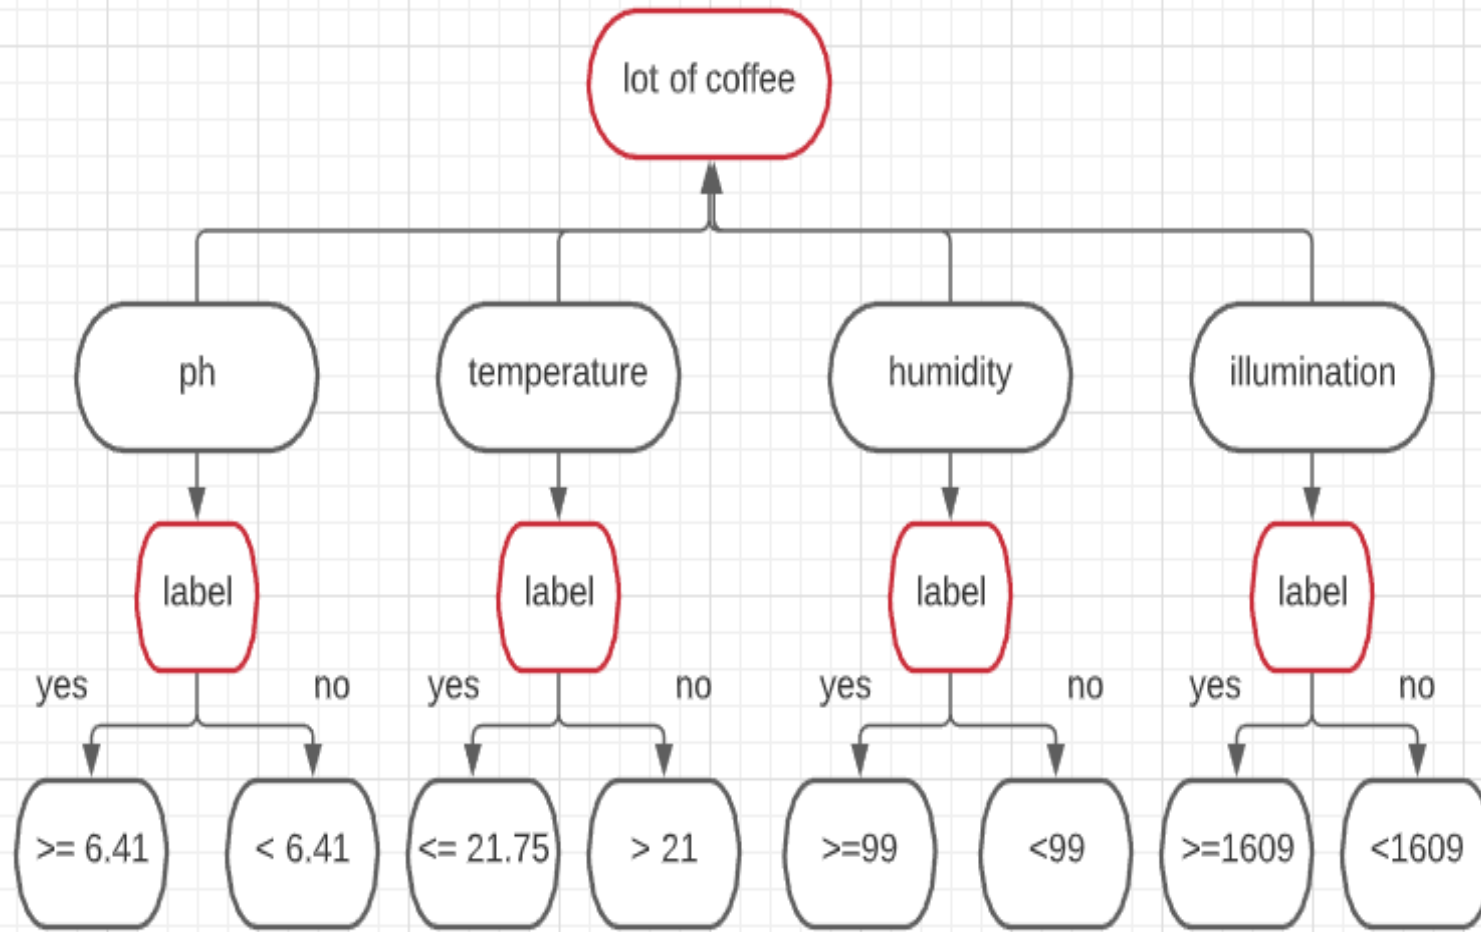 lot of coffee
ph
temperature
humidity
illumination
label
label
label
label
yes
no
yes
no
yes
no
yes
no
>= 6.41
< 6.41
<= 21.75
> 21
>=99
<99
>=1609
<1609